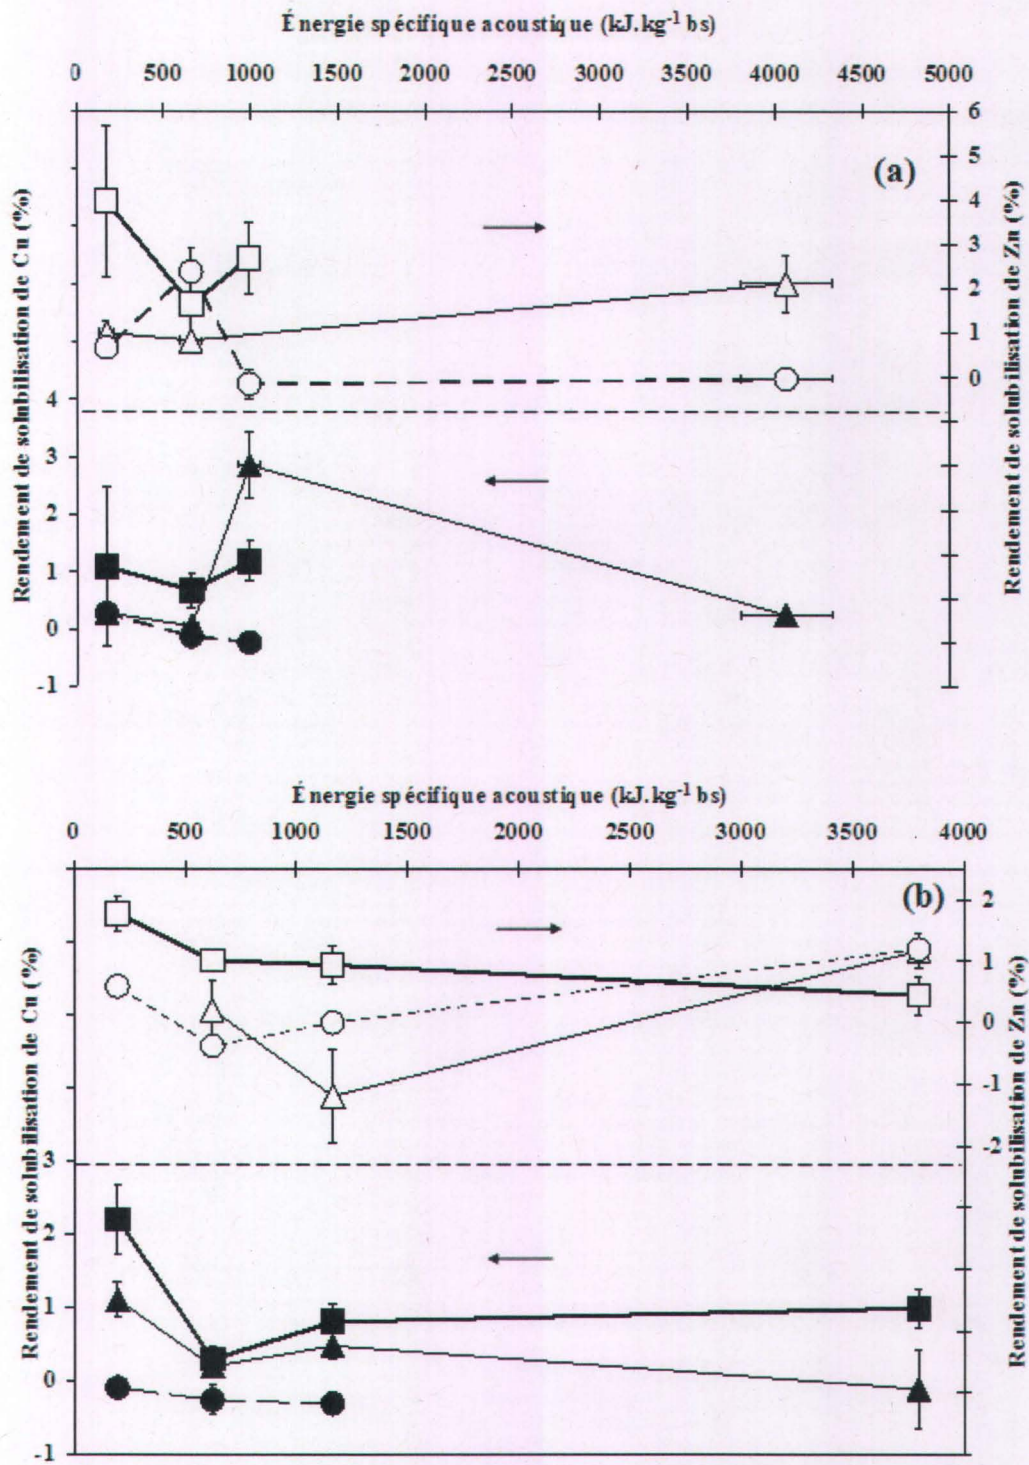 Énergie spécifique acoustique (kJ.kg⁻¹ bs)
0 500 1000 1500 2000 2500 3000 3500 4000 4500 5000
(a)
Rendement de solubilisation de Cu (%)
4
3
2
1
0
-1
6
5
4
3
2
1
0
Rendement de solubilisation de Zn (%)
Énergie spécifique acoustique (kJ.kg⁻¹ bs)
0 500 1000 1500 2000 2500 3000 3500 4000
(b)
Rendement de solubilisation de Cu (%)
3
2
1
0
-1
2
1
0
-1
-2
Rendement de solubilisation de Zn (%)